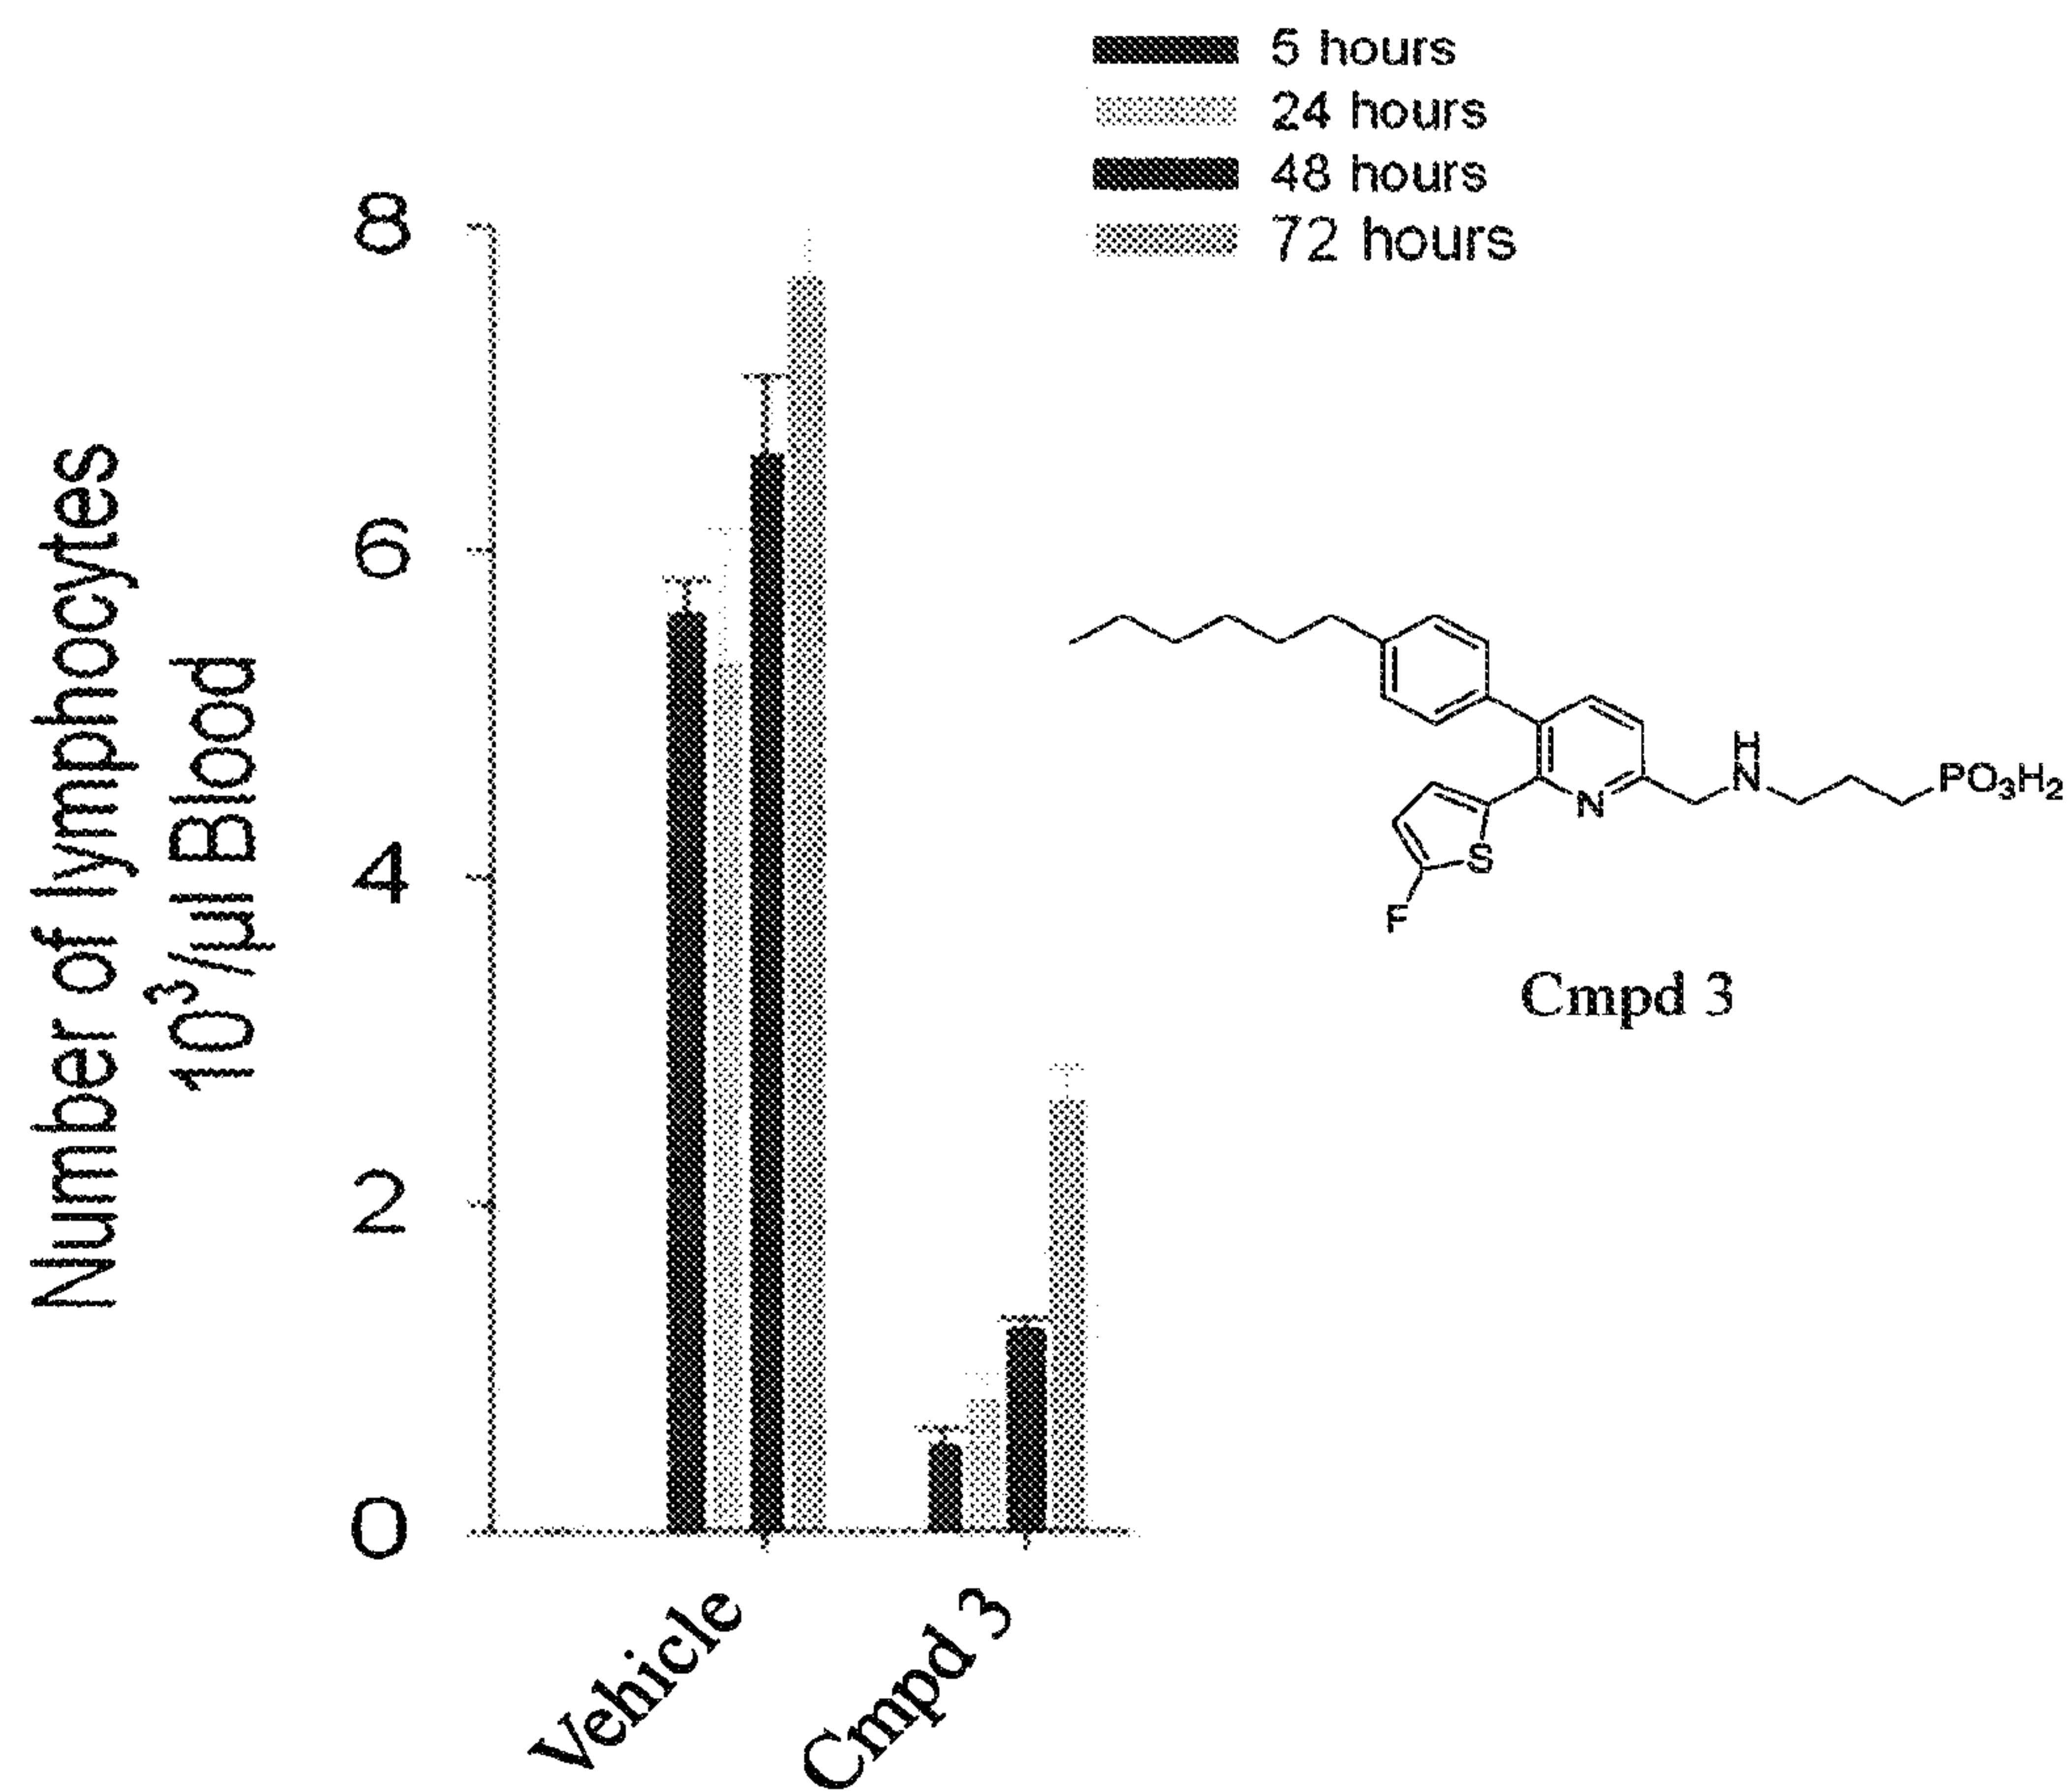 5 hours
24 hours
48 hours
72 hours
Number of lymphocytes
10³/µl Blood
8
6
4
2
0
Vehicle
Cmpd 3
H
N
PO₃H₂
N
S
F
Cmpd 3